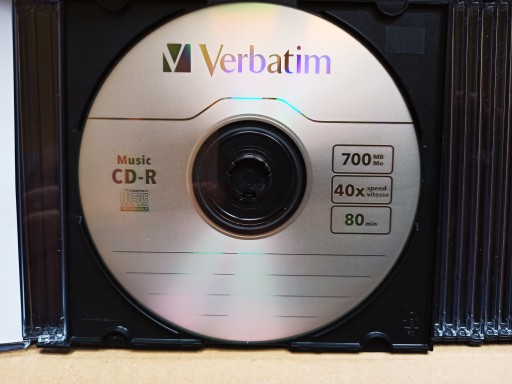 Verbatim
Music
CD-R
700 MB Mo
40x speed vitesse
80 min